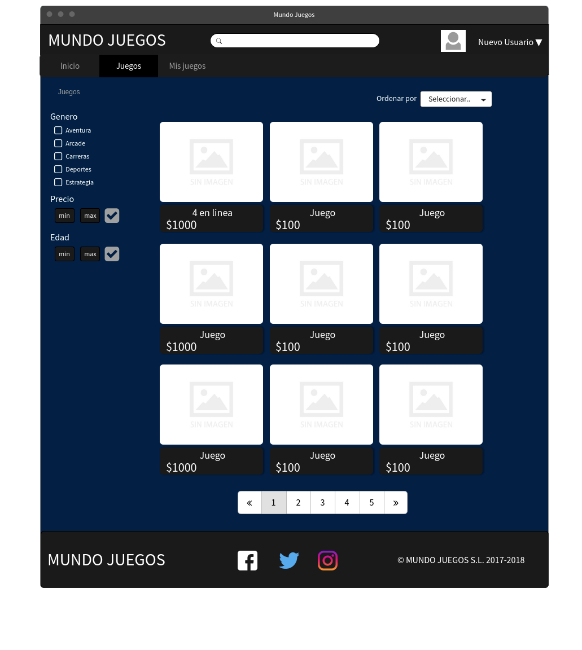 Mundo Juegos
MUNDO JUEGOS
Nuevo Usuario ▼
Inicio
Juegos
Mis juegos
Juegos
Ordenar por
Seleccionar..
Genero
Aventura
Arcade
Carreras
Deportes
Estrategia
Precio
min max
Edad
min max
SIN IMAGEN SIN IMAGEN SIN IMAGEN
4 en linea Juego Juego
$1000 $100 $100
SIN IMAGEN SIN IMAGEN SIN IMAGEN
Juego Juego Juego
$1000 $100 $100
SIN IMAGEN SIN IMAGEN SIN IMAGEN
Juego Juego Juego
$1000 $100 $100
« 1 2 3 4 5 »
MUNDO JUEGOS
© MUNDO JUEGOS S.L. 2017-2018